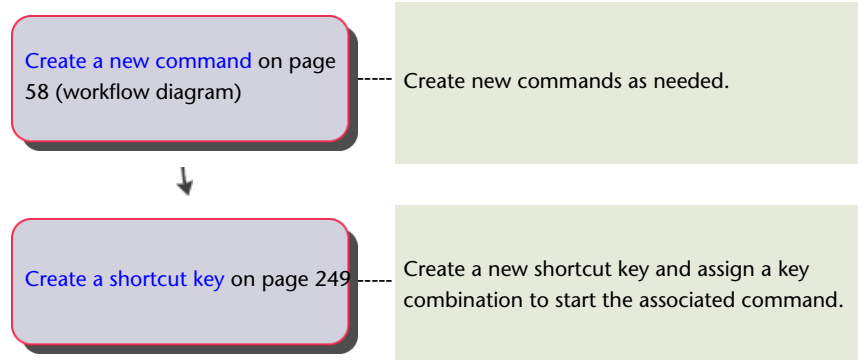 Create a new command on page
58 (workflow diagram)
Create new commands as needed.
Create a shortcut key on page 249
Create a new shortcut key and assign a key
combination to start the associated command.